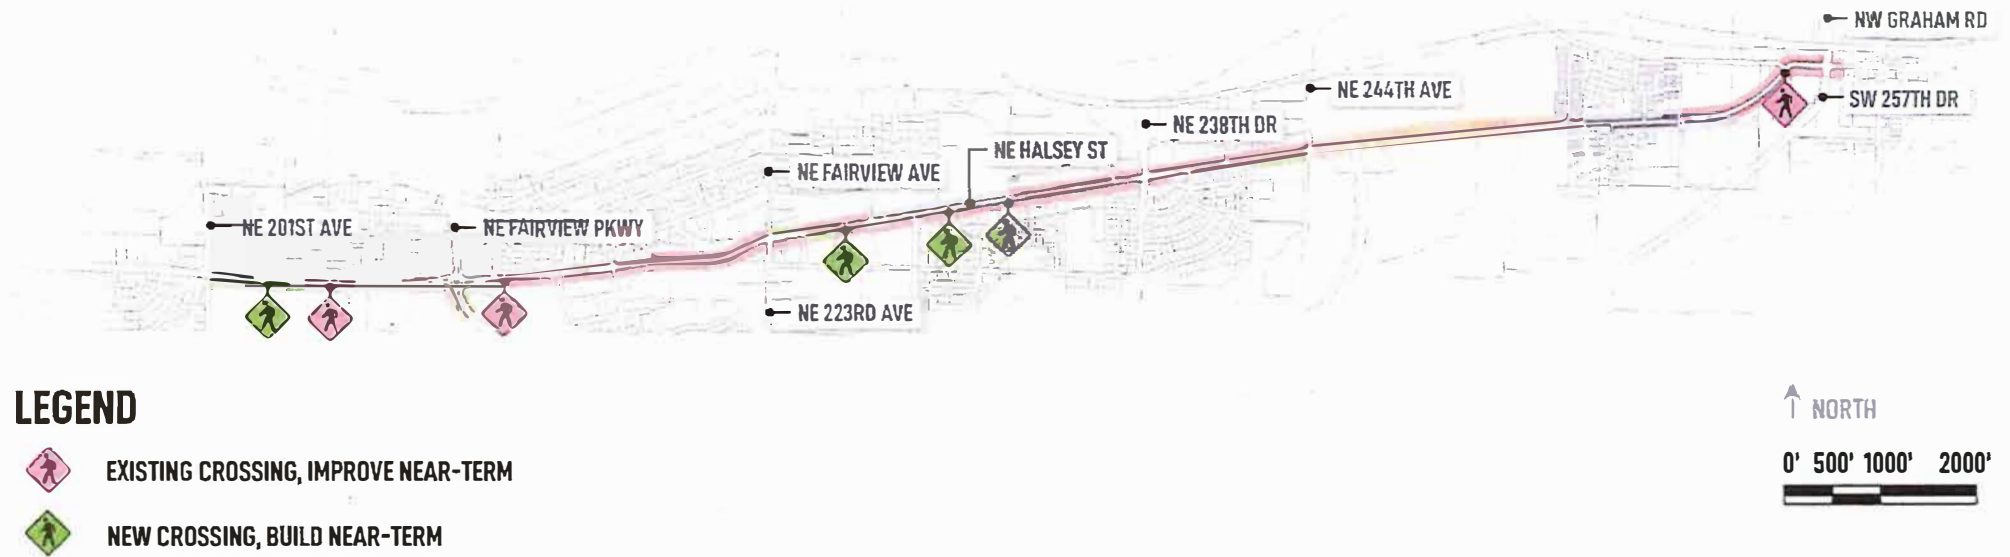 NW GRAHAM RD
NE 244TH AVE
SW 257TH DR
NE 238TH DR
NE HALSEY ST
NE FAIRVIEW AVE
NE 201ST AVE
NE FAIRVIEW PKWY
NE 223RD AVE
LEGEND
EXISTING CROSSING, IMPROVE NEAR-TERM
NEW CROSSING, BUILD NEAR-TERM
NORTH
0' 500' 1000' 2000'